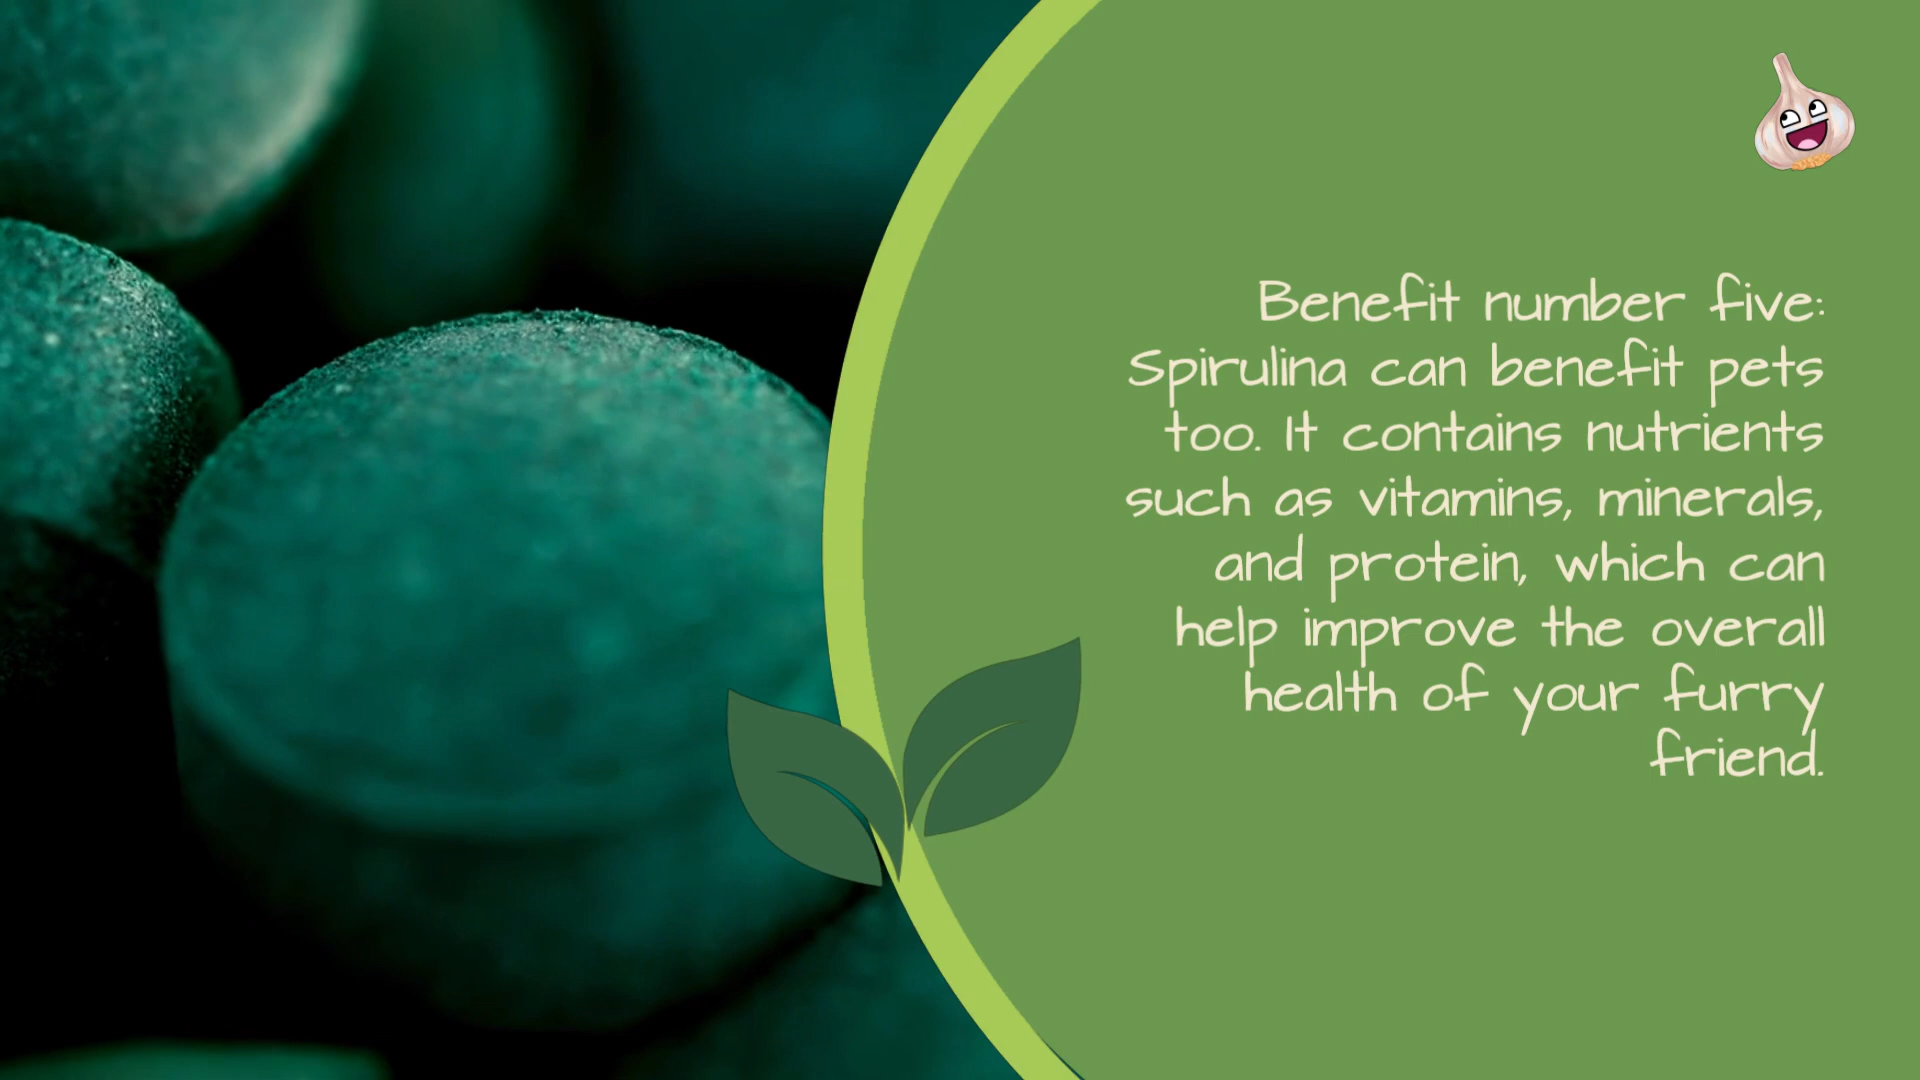 Benefit number five:
Spirulina can benefit pets
too. It contains nutrients
such as vitamins, minerals,
and protein, which can
help improve the overall
health of your furry
friend.